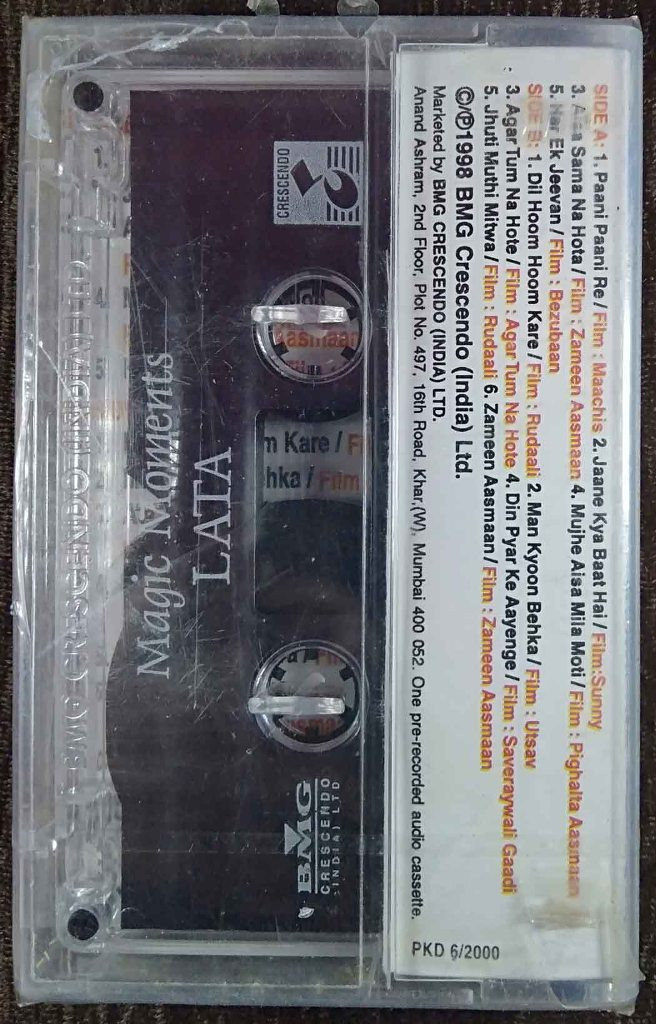 SIDE A: 1. Paani Paani Re / Film : Maachis 2. Jaane Kya Baat Hai / Film:Sunny
3. Aisa Sama Na Hota / Film : Zameen Aasmaan 4. Mujhe Aisa Mila Moti / Film : Pighalta Aasmaan
5. Har Ek Jeevan / Film : Bezubaan
SIDE B: 1. Dil Hoom Hoom Kare / Film : Rudaali 2. Man Kyoon Behka / Film : Utsav
3. Agar Tum Na Hote / Film : Agar Tum Na Hote 4. Din Pyar Ke Aayenge / Film : Saveraywali Gaadi
5. Jhuti Muthi Mitwa / Film : Rudaali 6. Zameen Aasmaan / Film : Zameen Aasmaan
©/℗1998 BMG Crescendo (India) Ltd.
Marketed by BMG CRESCENDO (INDIA) LTD.
Anand Ashram, 2nd Floor, Plot No. 497, 16th Road, Khar,(W), Mumbai 400 052. One pre-recorded audio cassette.
PKD 6/2000
CRESCENDO
m Kare / F
hka / Film
LATA
Magic Moments
BMG
CRESCENDO
(INDIA) LTD